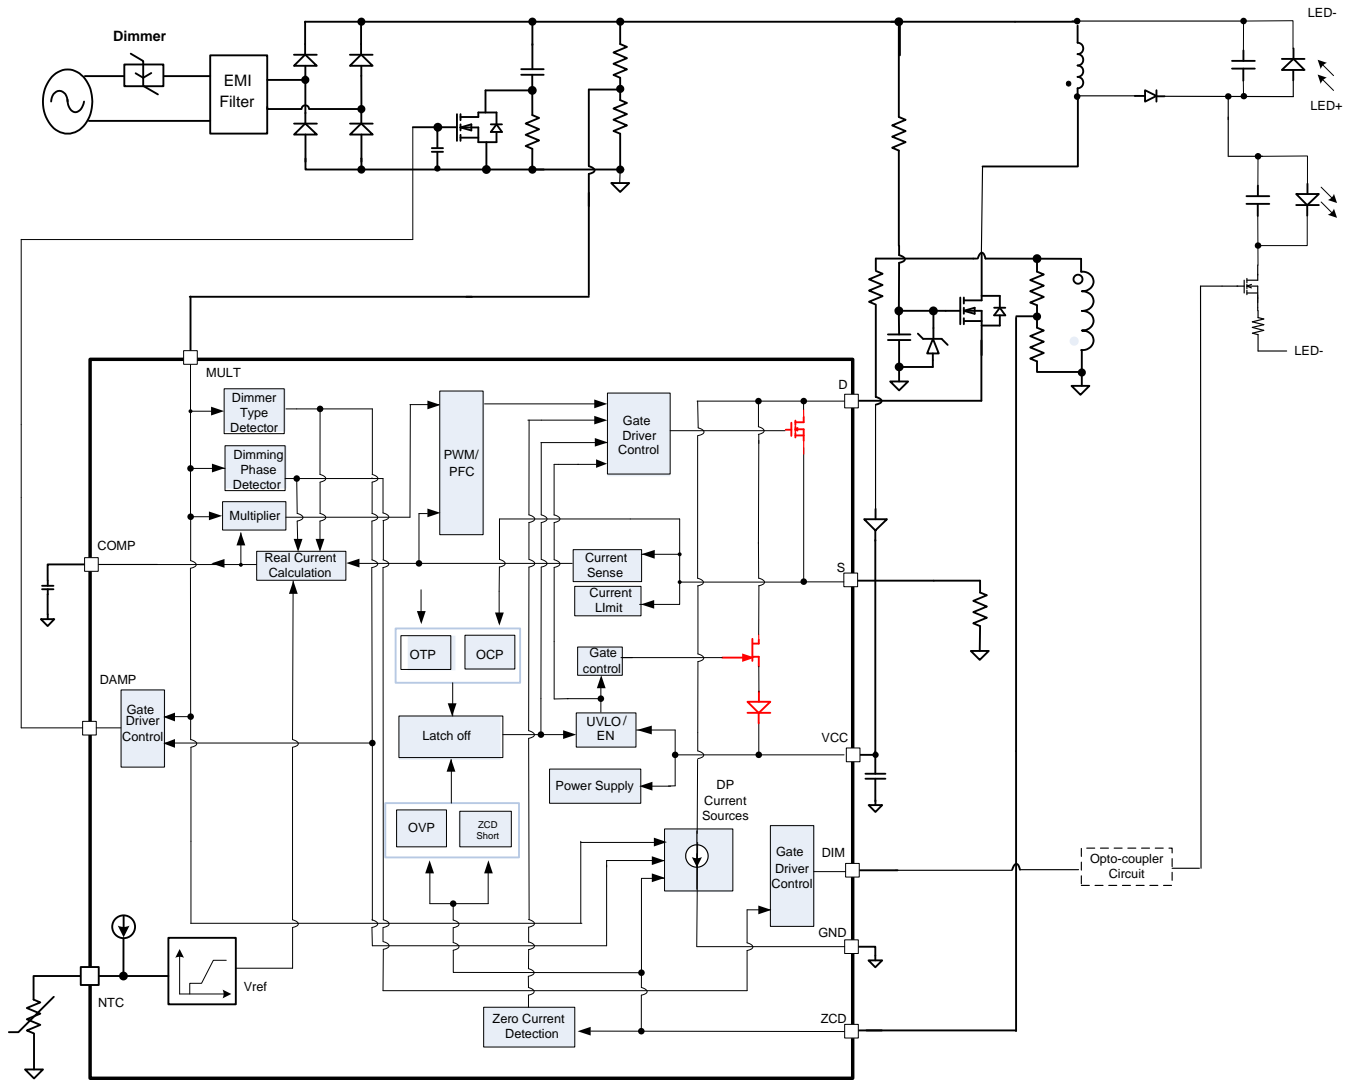 LED-
Dimmer
EMI
Filter
LED+
LED-
MULT
D
Dimmer
Type
Detector
Gate
Driver
Control
Dimming
Phase
Detector
PWM/
PFC
Multiplier
COMP
Real Current
Calculation
Current
Sense
S
Current
LImit
OTP
OCP
Gate
control
DAMP
Gate
Driver
Control
Latch off
UVLO /
EN
VCC
Power Supply
DP
Current
Sources
OVP
ZCD
Short
Gate
Driver
Control
DIM
Opto-coupler
Circuit
GND
Vref
NTC
Zero Current
Detection
ZCD